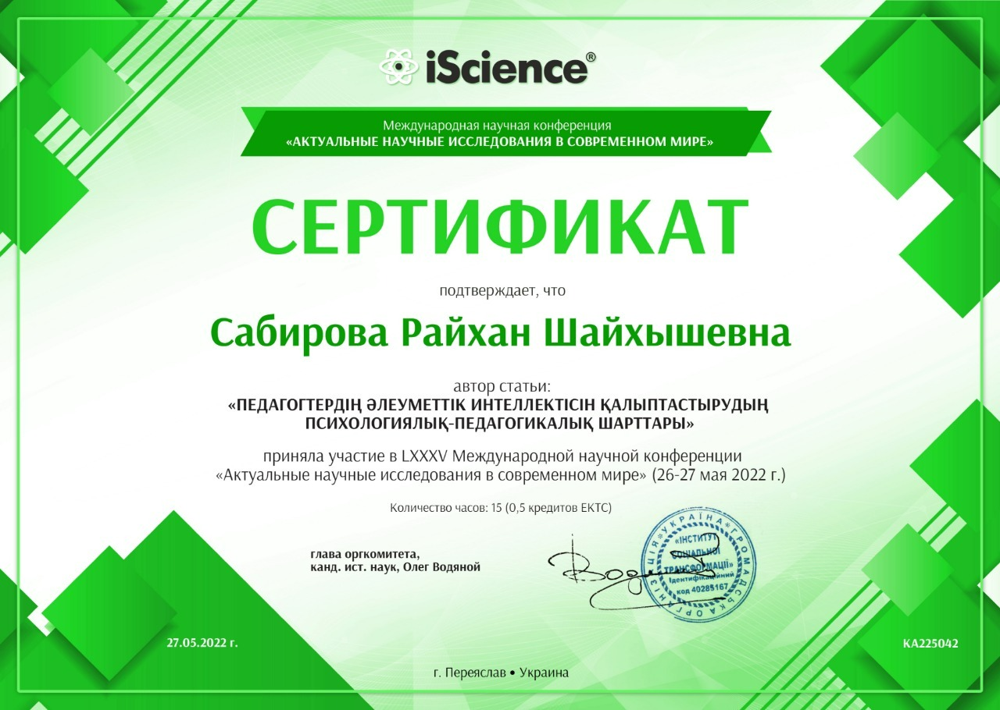 iScience®
Международная научная конференция
«АКТУАЛЬНЫЕ НАУЧНЫЕ ИССЛЕДОВАНИЯ В СОВРЕМЕННОМ МИРЕ»
СЕРТИФИКАТ
подтверждает, что
Сабирова Райхан Шайхышевна
автор статьи:
«ПЕДАГОГТЕРДІҢ ӘЛЕУМЕТТІК ИНТЕЛЛЕКТІСІН ҚАЛЫПТАСТЫРУДЫҢ
ПСИХОЛОГИЯЛЫҚ-ПЕДАГОГИКАЛЫҚ ШАРТТАРЫ»
приняла участие в LXXXV Международной научной конференции
«Актуальные научные исследования в современном мире» (26-27 мая 2022 г.)
Количество часов: 15 (0,5 кредитов ЕКТС)
глава оргкомитета,
канд. ист. наук, Олег Водяной
УКРАЇНА * ГРОМАДСЬКА ОРГАНІЗАЦІЯ *
«ІНСТИТУТ
СОЦІАЛЬНОЇ
ТРАНСФОРМАЦІЇ»
Ідентифікаційний
код 40285167
27.05.2022 г.
KA225042
г. Переяслав • Украина